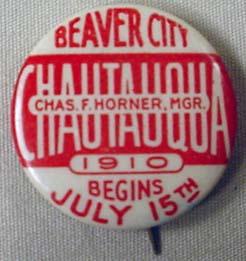 BEAVER CITY
CHAUTAUQUA
CHAS. F. HORNER, MGR.
1910
BEGINS
JULY 15TH